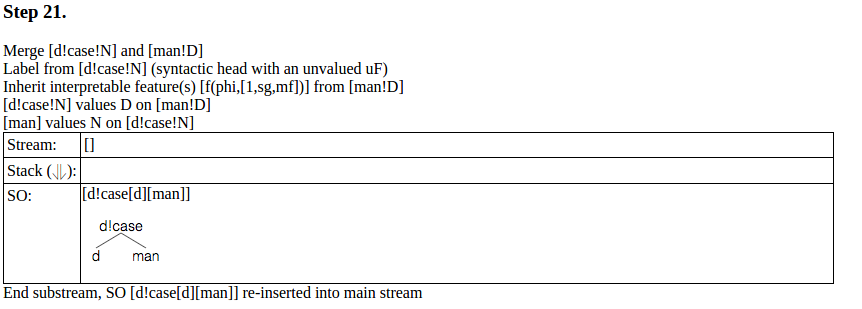 Step 21.
Merge [d!case!N] and [man!D]
Label from [d!case!N] (syntactic head with an unvalued uF)
Inherit interpretable feature(s) [f(phi,[1,sg,mf])] from [man!D]
[d!case!N] values D on [man!D]
[man] values N on [d!case!N]
Stream: []
Stack (⇓):
SO: [d!case[d][man]]
d!case
d man
End substream, SO [d!case[d][man]] re-inserted into main stream